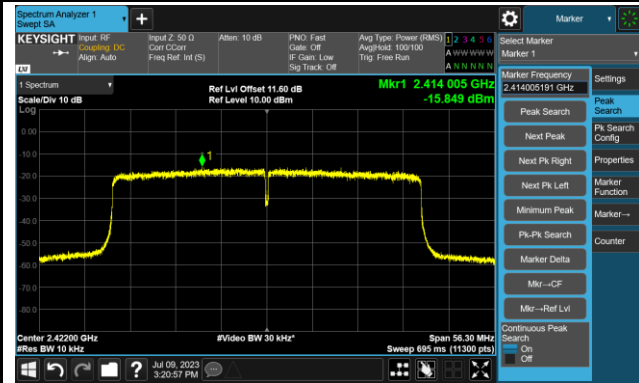 Spectrum Analyzer 1
Swept SA
Marker
KEYSIGHT
Input: RF
Coupling: DC
Align: Auto
Input Z: 50 Ω
Corr CCorr
Freq Ref: Int (S)
Atten: 10 dB
PNO: Fast
Gate: Off
IF Gain: Low
Sig Track: Off
Avg Type: Power (RMS)
Avg|Hold: 100/100
Trig: Free Run
1 2 3 4 5 6
A W W W W W
A N N N N N
LXI
Select Marker
Marker 1
1 Spectrum
Scale/Div 10 dB
Log
Ref Lvl Offset 11.60 dB
Ref Level 10.00 dBm
Mkr1 2.414 005 GHz
-15.849 dBm
0.00
-10.0
-20.0
-30.0
-40.0
-50.0
-60.0
-70.0
-80.0
1
Center 2.42200 GHz
#Res BW 10 kHz
#Video BW 30 kHz*
Span 56.30 MHz
Sweep 695 ms (11300 pts)
Marker Frequency
2.414005191 GHz
Peak Search
Next Peak
Next Pk Right
Next Pk Left
Minimum Peak
Pk-Pk Search
Marker Delta
Mkr→CF
Mkr→Ref Lvl
Continuous Peak
Search
On
Off
Settings
Peak
Search
Pk Search
Config
Properties
Marker
Function
Marker→
Counter
Jul 09, 2023
3:20:57 PM